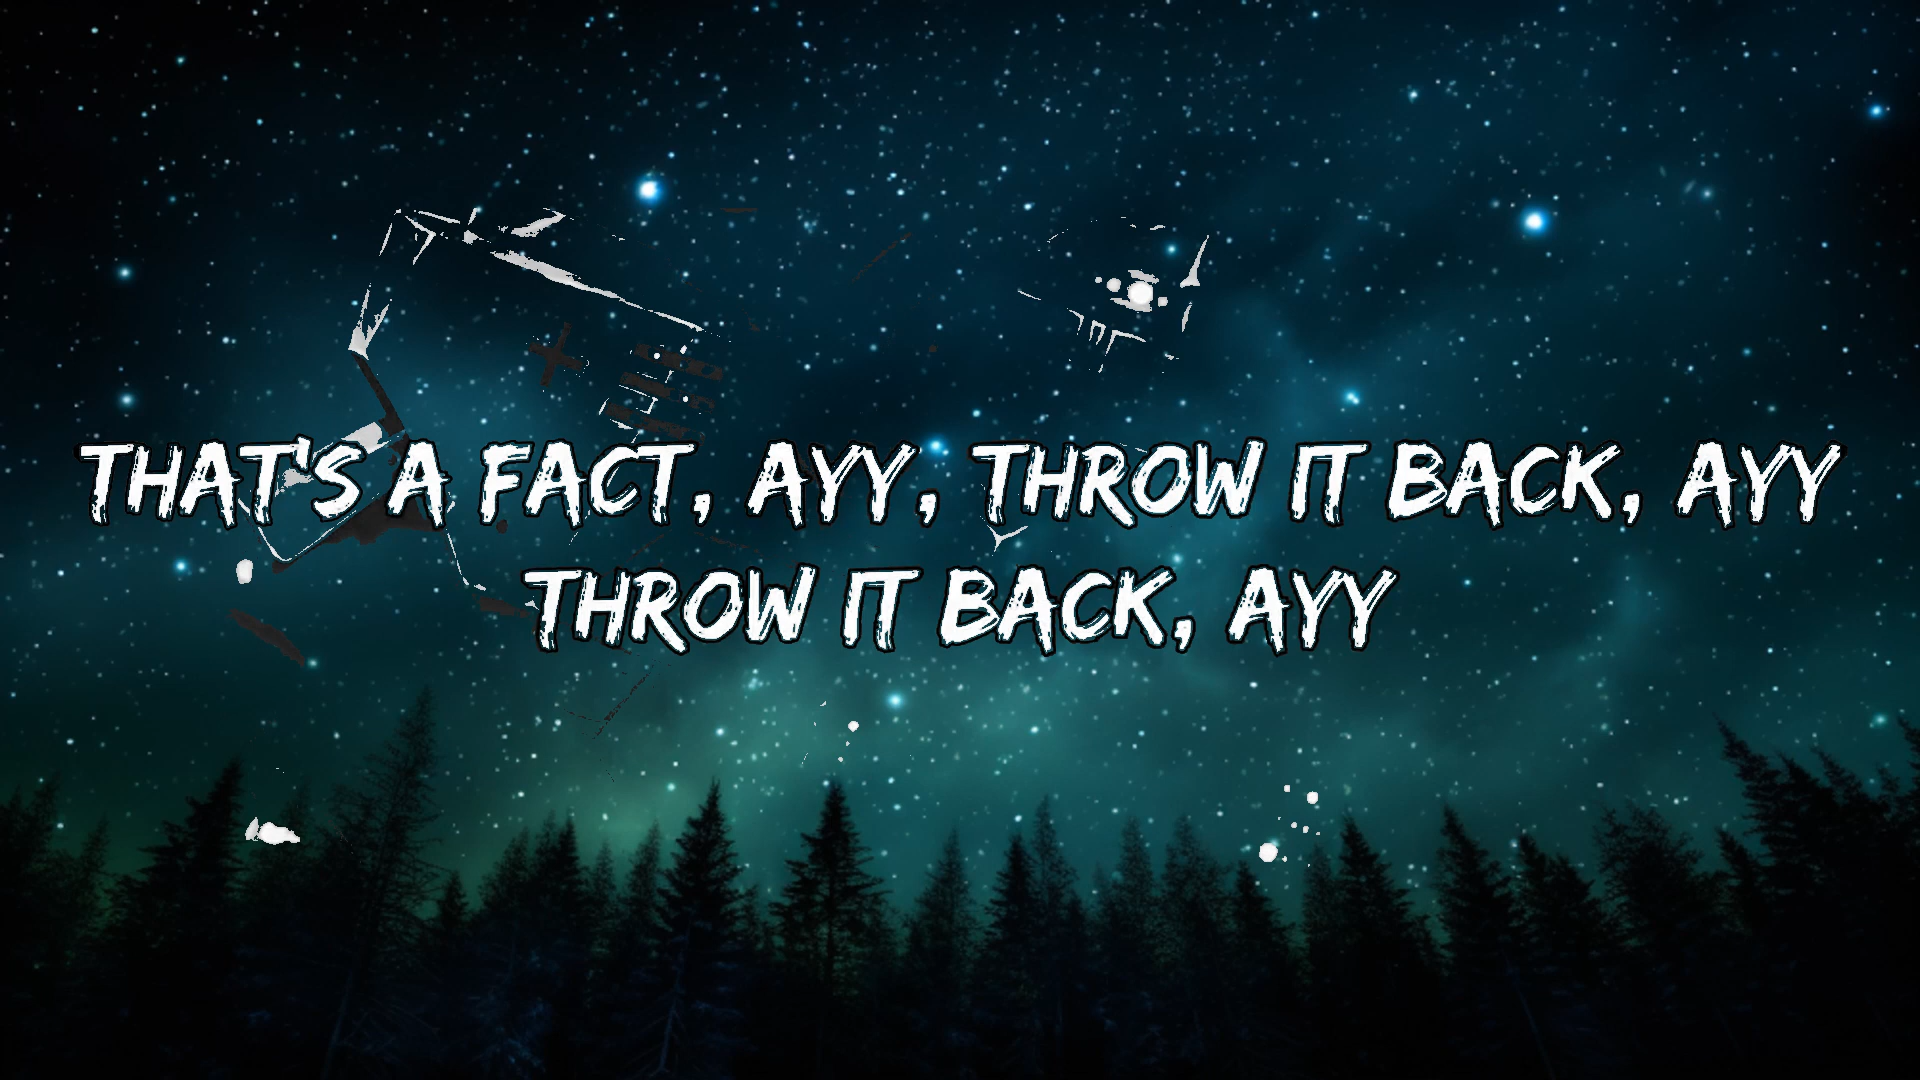 THAT'S A FACT, AYY, THROW IT BACK, AYY
THROW IT BACK, AYY